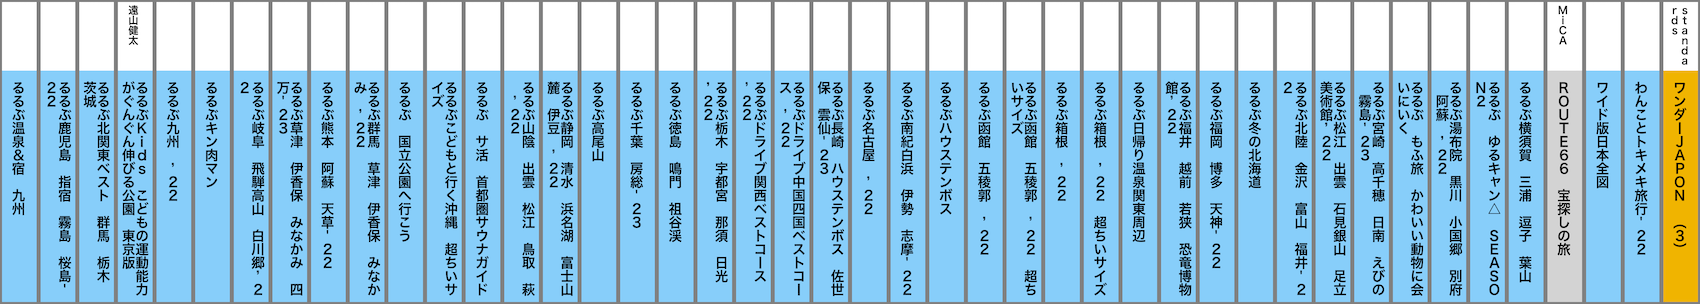 standa
rds
ワンダーJAPON （3）
わんことトキメキ旅行’22
ワイド版日本全図
MiCA
ROUTE66 宝探しの旅
るるぶ横須賀 三浦 逗子 葉山
るるぶ ゆるキャン△ SEASO
N2
るるぶ湯布院 黒川 小国郷 別府
阿蘇’，22
るるぶ もふ旅 かわいい動物に会
いにいく
るるぶ宮崎 高千穂 日南 えびの
霧島’23
るるぶ松江 出雲 石見銀山 足立
美術館’22
るるぶ北陸 金沢 富山 福井’2
2
るるぶ冬の北海道
るるぶ福岡 博多 天神’22
るるぶ福井 越前 若狭 恐竜博物
館’22
るるぶ日帰り温泉関東周辺
るるぶ箱根’22 超ちいサイズ
るるぶ箱根’22
るるぶ函館 五稜郭’22 超ち
いサイズ
るるぶ函館 五稜郭’22
るるぶハウステンボス
るるぶ南紀白浜 伊勢 志摩’22
るるぶ名古屋’22
るるぶ長崎 ハウステンボス 佐世
保 雲仙’23
るるぶドライブ中国四国ベストコー
ス’22
るるぶドライブ関西ベストコース
’22
るるぶ栃木 宇都宮 那須 日光
’22
るるぶ徳島 鳴門 祖谷渓
るるぶ千葉 房総’23
るるぶ高尾山
るるぶ静岡 清水 浜名湖 富士山
麓 伊豆’22
るるぶ山陰 出雲 松江 鳥取 萩
’22
るるぶ サ活 首都圏サウナガイド
るるぶこどもと行く沖縄 超ちいサ
イズ
るるぶ 国立公園へ行こう
るるぶ群馬 草津 伊香保 みなか
み’22
るるぶ熊本 阿蘇 天草’22
るるぶ草津 伊香保 みなかみ 四
万’23
るるぶ岐阜 飛騨高山 白川郷’2
2
るるぶキン肉マン
るるぶ九州’22
遠山健太
るるぶKids こどもの運動能力
がぐんぐん伸びる公園 東京版
るるぶ北関東ベスト 群馬 栃木
茨城
るるぶ鹿児島 指宿 霧島 桜島’
22
るるぶ温泉＆宿 九州